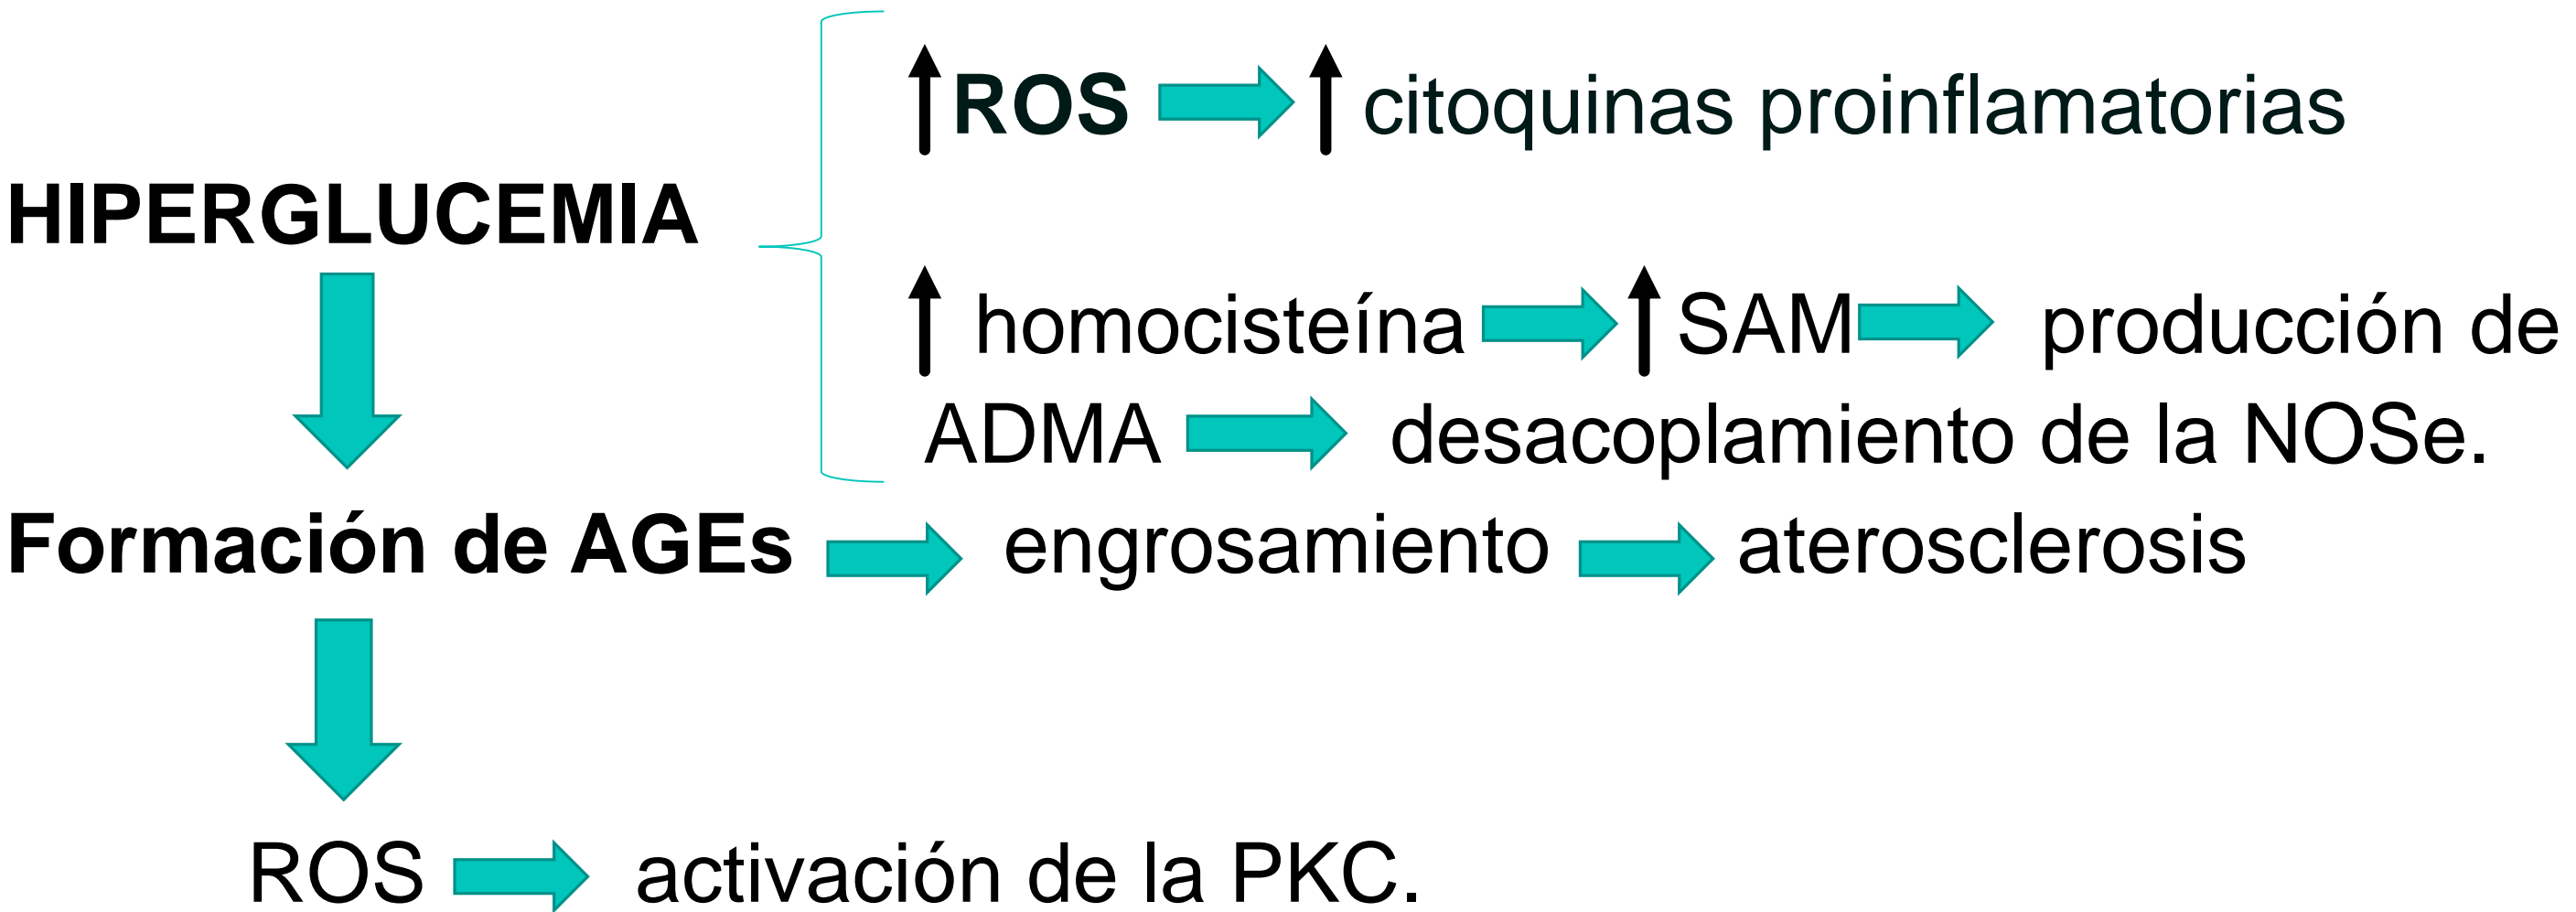 ROS citoquinas proinflamatorias
HIPERGLUCEMIA
homocisteína SAM producción de
ADMA desacoplamiento de la NOSe.
Formación de AGEs engrosamiento aterosclerosis
ROS activación de la PKC.